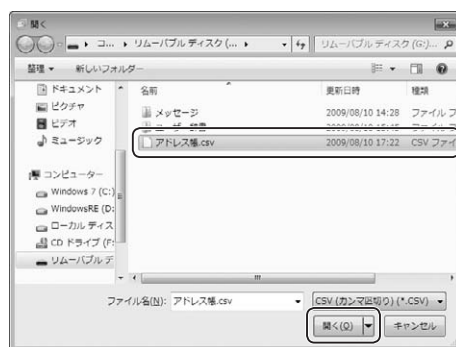 開く
コ... リムーバブル ディスク (... リムーバブル ディスク (G:)...
整理 新しいフォルダー
ドキュメント
ピクチャ
ビデオ
ミュージック
コンピューター
Windows 7 (C:)
WindowsRE (D:
ローカル ディス
CD ドライブ (F:
リムーバブル デ
名前 更新日時 種類
メッセージ 2009/08/10 14:28 ファイル フ
アドレス帳.csv 2009/08/10 17:22 CSV ファイ
ファイル名(N): アドレス帳.csv CSV (カンマ区切り) (*.CSV)
開く(O) キャンセル